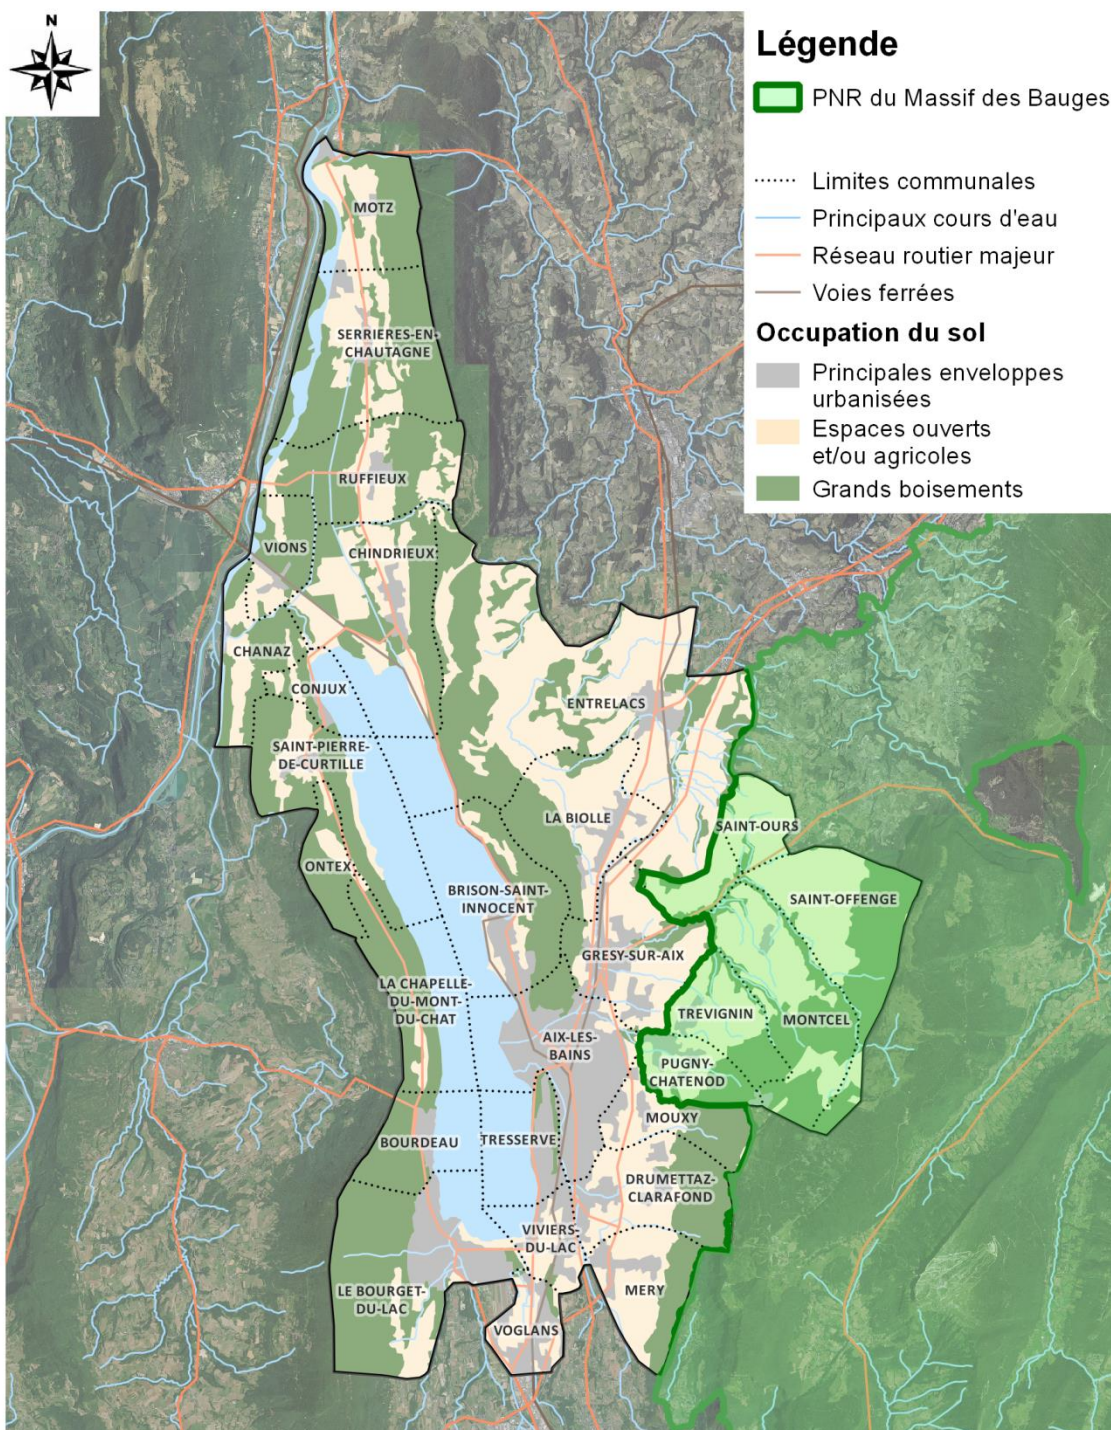 N
Légende
PNR du Massif des Bauges
Limites communales
Principaux cours d'eau
Réseau routier majeur
Voies ferrées
Occupation du sol
Principales enveloppes
urbanisées
Espaces ouverts
et/ou agricoles
Grands boisements
MOTZ
SERRIERES-EN-
CHAUTAGNE
RUFFIEUX
VIONS
CHINDRIEUX
CHANAZ
CONJUX
ENTRELACS
SAINT-PIERRE-
DE-CURTILLE
LA BIOLLE
SAINT-OURS
ONTEX
BRISON-SAINT-
INNOCENT
SAINT-OFFENGE
GRESY-SUR-AIX
LA CHAPELLE-
DU-MONT-
DU-CHAT
TREVIGNIN
MONTCEL
AIX-LES-
BAINS
PUGNY-
CHATENOD
MOUXY
BOURDEAU
TRESSERVE
DRUMETTAZ-
CLARAFOND
VIVIERS-
DU-LAC
LE BOURGET-
DU-LAC
MERY
VOGLANS